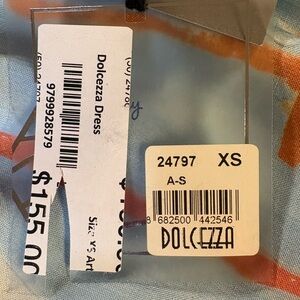 Dolcezza Dress
9799928579
$155.00
24797 XS
A-S
8 682500 442546
DOLCEZZA